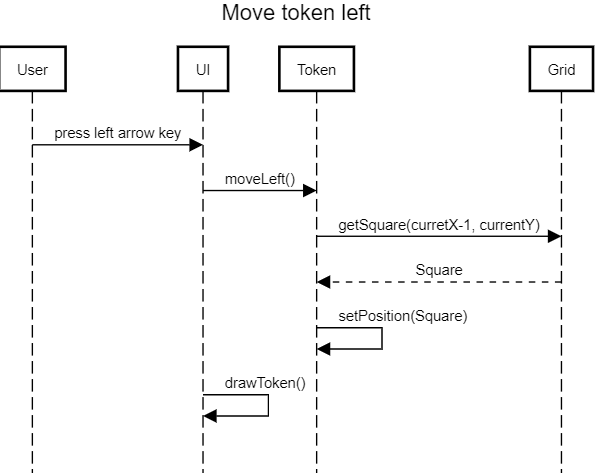 Move token left
User
UI
Token
Grid
press left arrow key
moveLeft()
getSquare(curretX-1, currentY)
Square
setPosition(Square)
drawToken()